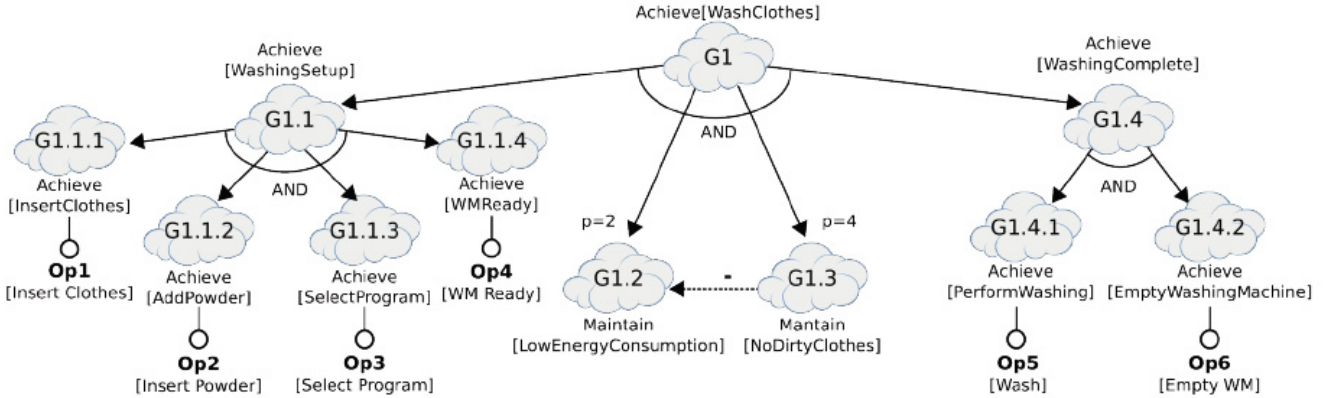 Achieve[WashClothes]
G1
AND
Achieve
[WashingSetup]
G1.1
AND
G1.1.1
Achieve
[InsertClothes]
Op1
[Insert Clothes]
G1.1.2
Achieve
[AddPowder]
Op2
[Insert Powder]
G1.1.3
Achieve
[SelectProgram]
Op3
[Select Program]
G1.1.4
Achieve
[WMReady]
Op4
[WM Ready]
p=2
G1.2
Maintain
[LowEnergyConsumption]
-
p=4
G1.3
Mantain
[NoDirtyClothes]
Achieve
[WashingComplete]
G1.4
AND
G1.4.1
Achieve
[PerformWashing]
Op5
[Wash]
G1.4.2
Achieve
[EmptyWashingMachine]
Op6
[Empty WM]